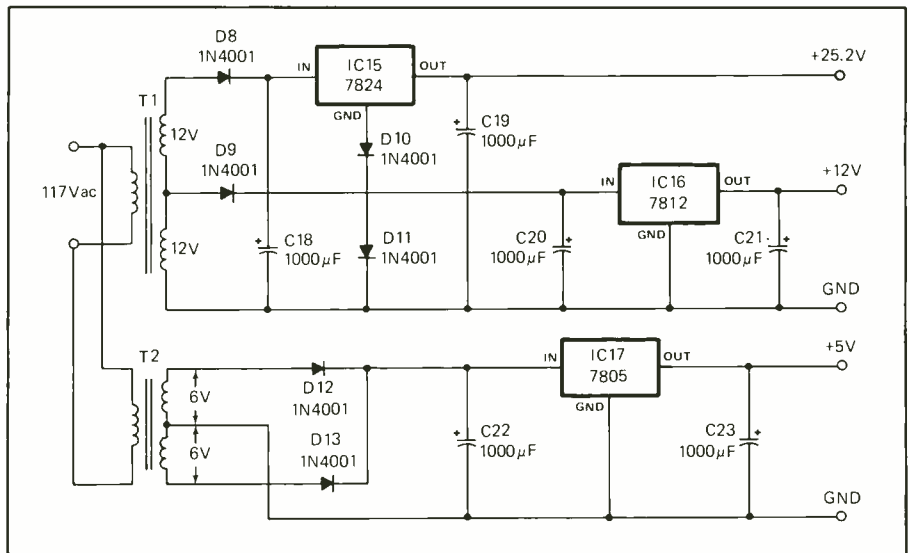 D8
1N4001
IN
IC15
7824
OUT
GND
+25.2V
T1
12V
D9
1N4001
D10
1N4001
C19
1000µF
117Vac
12V
C18
1000µF
D11
1N4001
IN
IC16
7812
OUT
GND
+12V
C20
1000µF
C21
1000µF
GND
T2
6V
6V
D12
1N4001
D13
1N4001
IN
IC17
7805
OUT
GND
+5V
C22
1000µF
C23
1000µF
GND